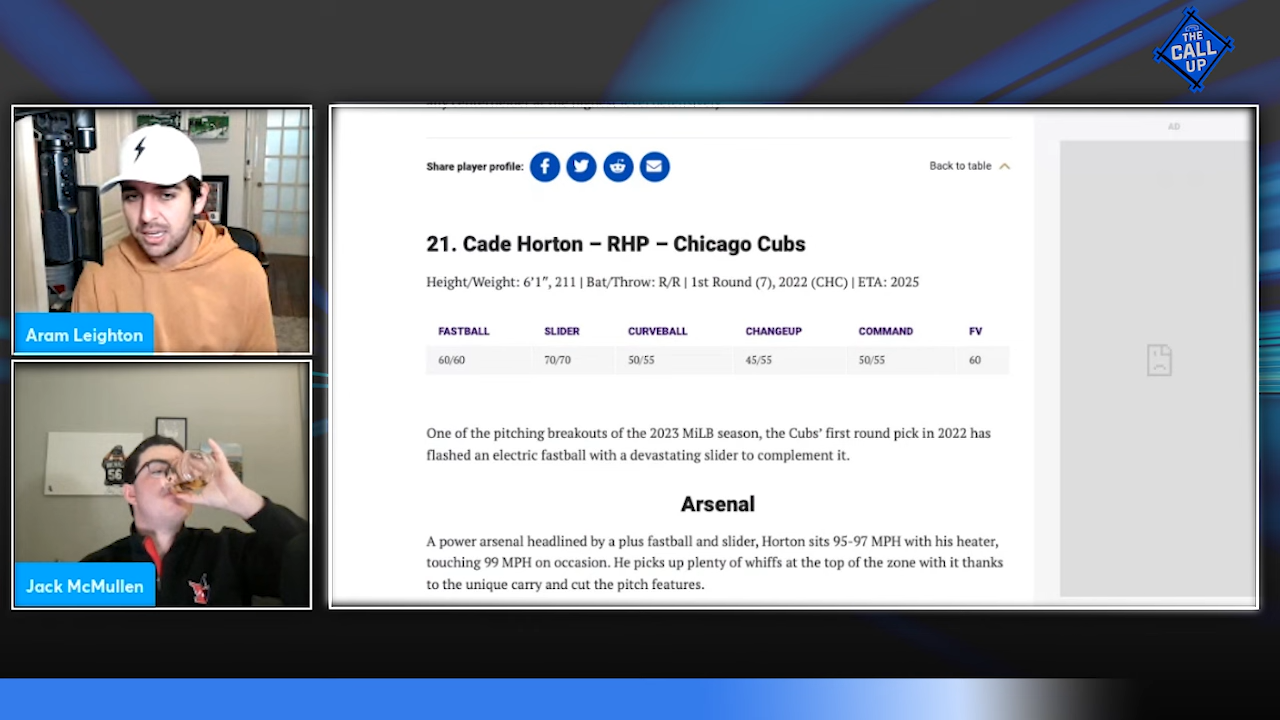 THE
CALL
UP
AD
Share player profile:
Back to table
21. Cade Horton – RHP – Chicago Cubs
Height/Weight: 6’1″, 211 | Bat/Throw: R/R | 1st Round (7), 2022 (CHC) | ETA: 2025
FASTBALL SLIDER CURVEBALL CHANGEUP COMMAND FV
60/60 70/70 50/55 45/55 50/55 60
One of the pitching breakouts of the 2023 MiLB season, the Cubs’ first round pick in 2022 has
flashed an electric fastball with a devastating slider to complement it.
Arsenal
A power arsenal headlined by a plus fastball and slider, Horton sits 95-97 MPH with his heater,
touching 99 MPH on occasion. He picks up plenty of whiffs at the top of the zone with it thanks
to the unique carry and cut the pitch features.
Aram Leighton
56
Jack McMullen